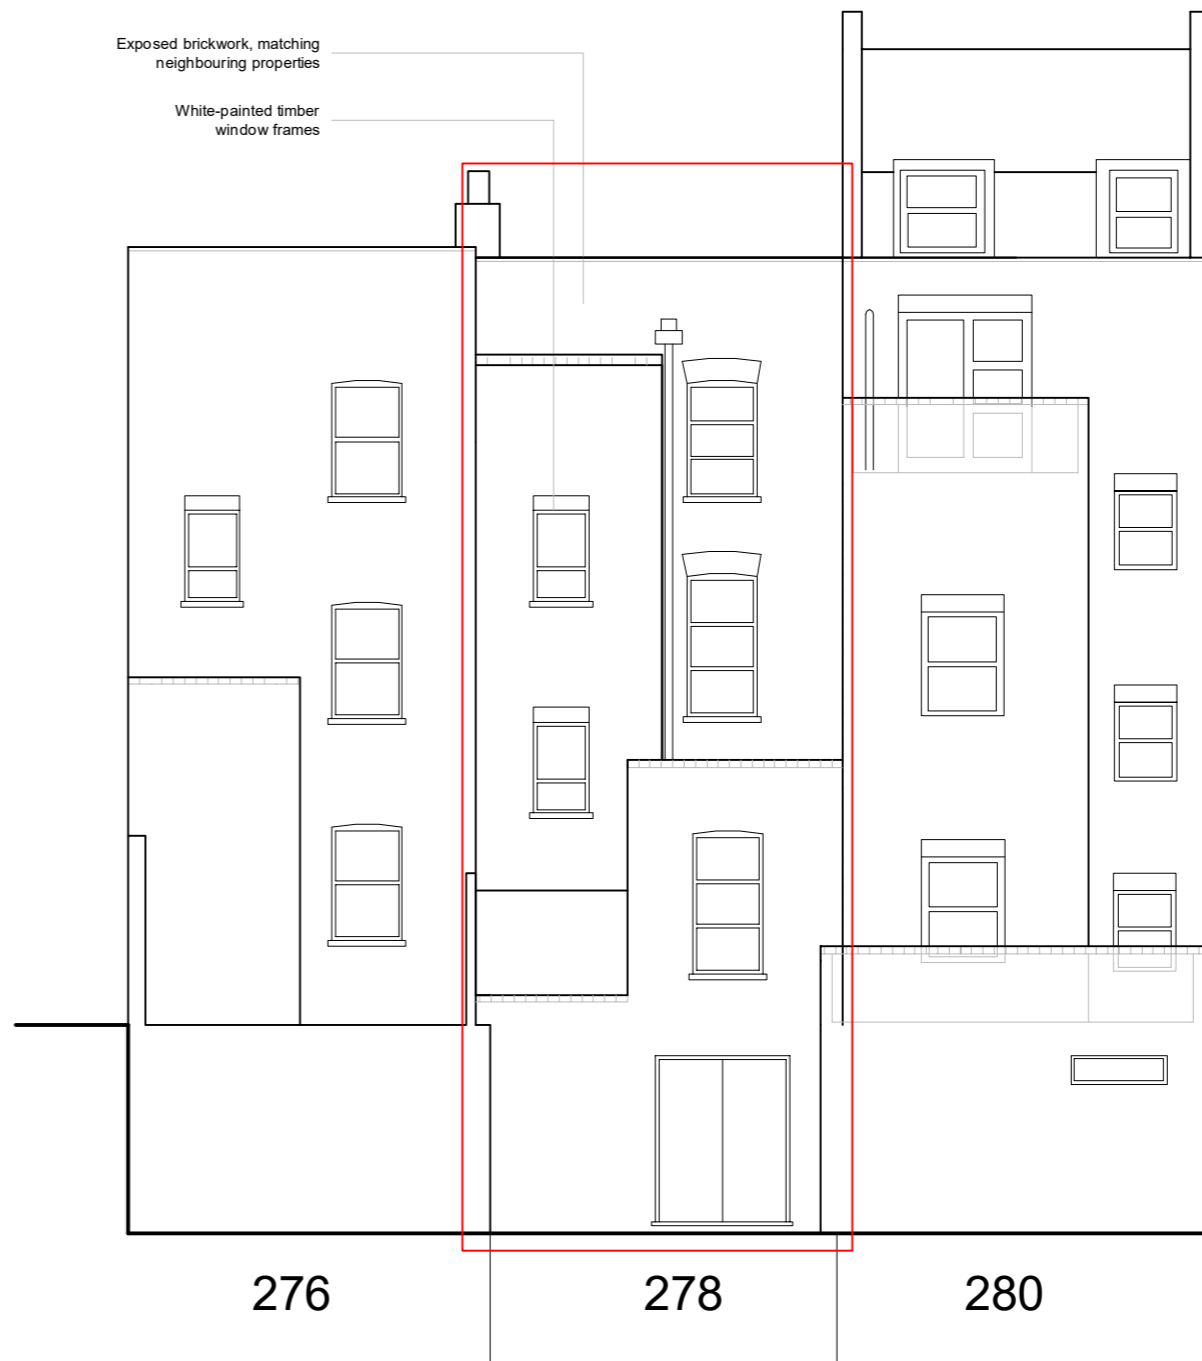 Exposed brickwork, matching
neighbouring properties
White-painted timber
window frames
276
278
280